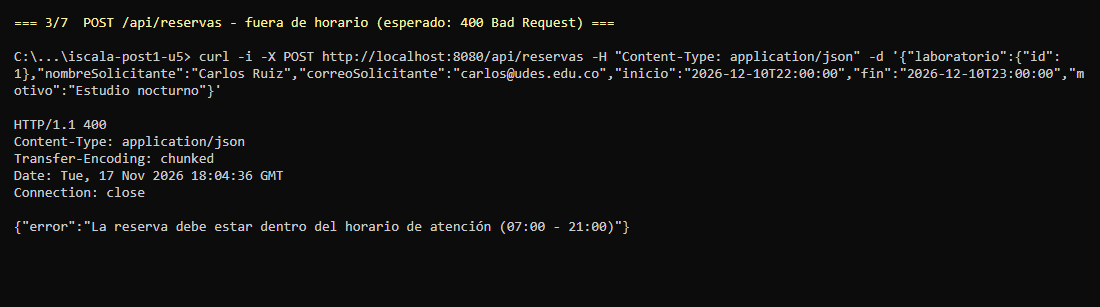 === 3/7  POST /api/reservas - fuera de horario (esperado: 400 Bad Request) ===
C:\...\iscala-post1-u5> curl -i -X POST http://localhost:8080/api/reservas -H "Content-Type: application/json" -d '{"laboratorio":{"id":
1},"nombreSolicitante":"Carlos Ruiz","correoSolicitante":"carlos@udes.edu.co","inicio":"2026-12-10T22:00:00","fin":"2026-12-10T23:00:00","m
otivo":"Estudio nocturno"}'
HTTP/1.1 400
Content-Type: application/json
Transfer-Encoding: chunked
Date: Tue, 17 Nov 2026 18:04:36 GMT
Connection: close
{"error":"La reserva debe estar dentro del horario de atención (07:00 - 21:00)"}